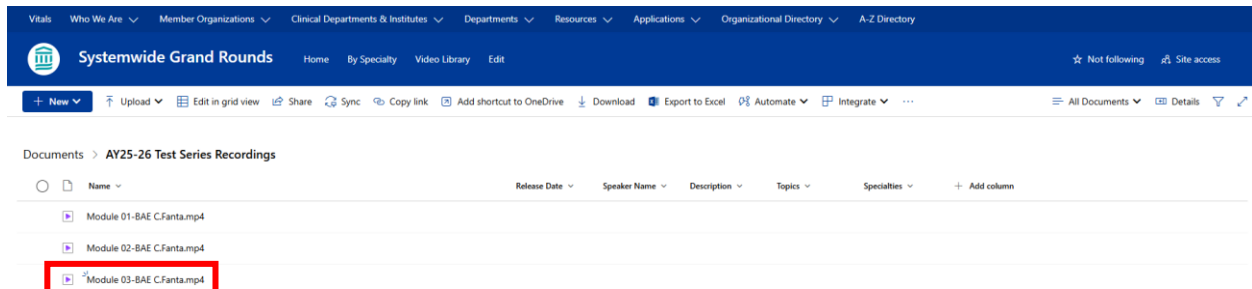 Vitals Who We Are Member Organizations Clinical Departments & Institutes Departments Resources Applications Organizational Directory A-Z Directory
Systemwide Grand Rounds Home By Specialty Video Library Edit Not following Site access
+ New Upload Edit in grid view Share Sync Copy link Add shortcut to OneDrive Download Export to Excel Automate Integrate ... All Documents Details
Documents > AY25-26 Test Series Recordings
Name Release Date Speaker Name Description Topics Specialties + Add column
Module 01-BAE C.Fanta.mp4
Module 02-BAE C.Fanta.mp4
Module 03-BAE C.Fanta.mp4